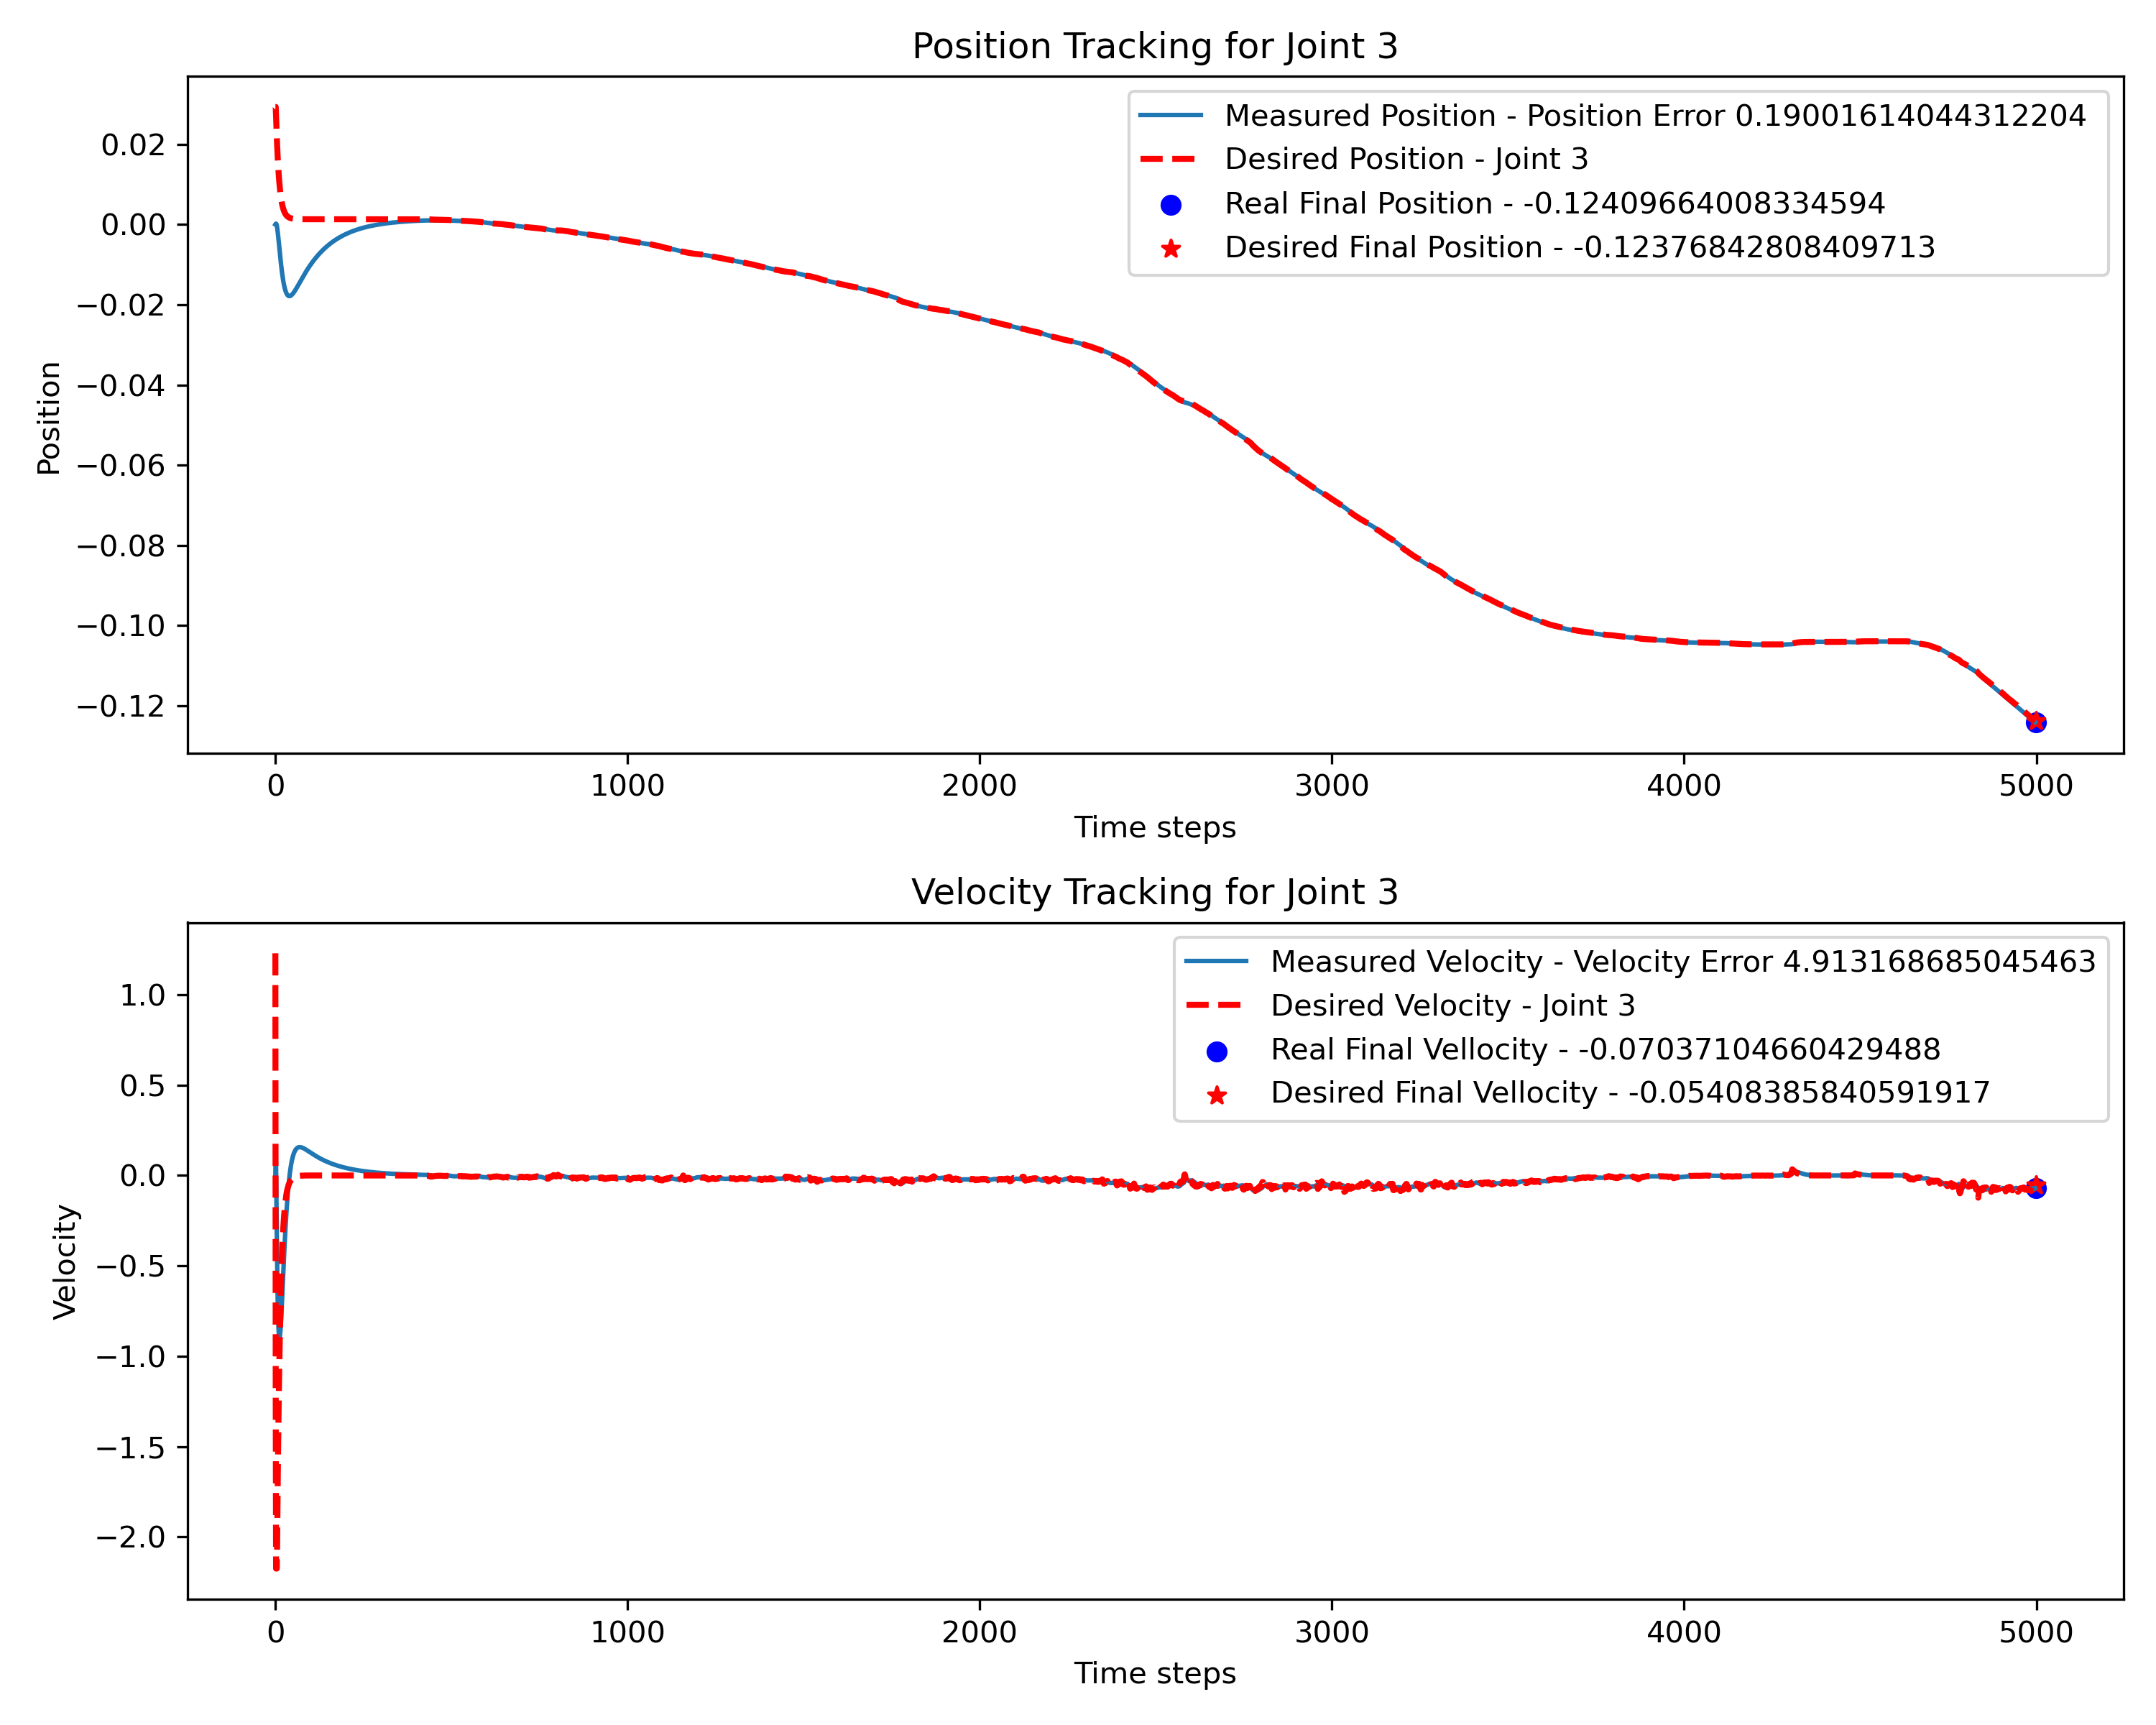 Position Tracking for Joint 3
Measured Position - Position Error 0.19001614044312204
Desired Position - Joint 3
Real Final Position - -0.12409664008334594
Desired Final Position - -0.12376842808409713
0.02
0.00
−0.02
−0.04
−0.06
−0.08
−0.10
−0.12
Position
0 1000 2000 3000 4000 5000
Time steps
Velocity Tracking for Joint 3
Measured Velocity - Velocity Error 4.913168685045463
Desired Velocity - Joint 3
Real Final Vellocity - -0.07037104660429488
Desired Final Vellocity - -0.05408385840591917
1.0
0.5
0.0
−0.5
−1.0
−1.5
−2.0
Velocity
0 1000 2000 3000 4000 5000
Time steps